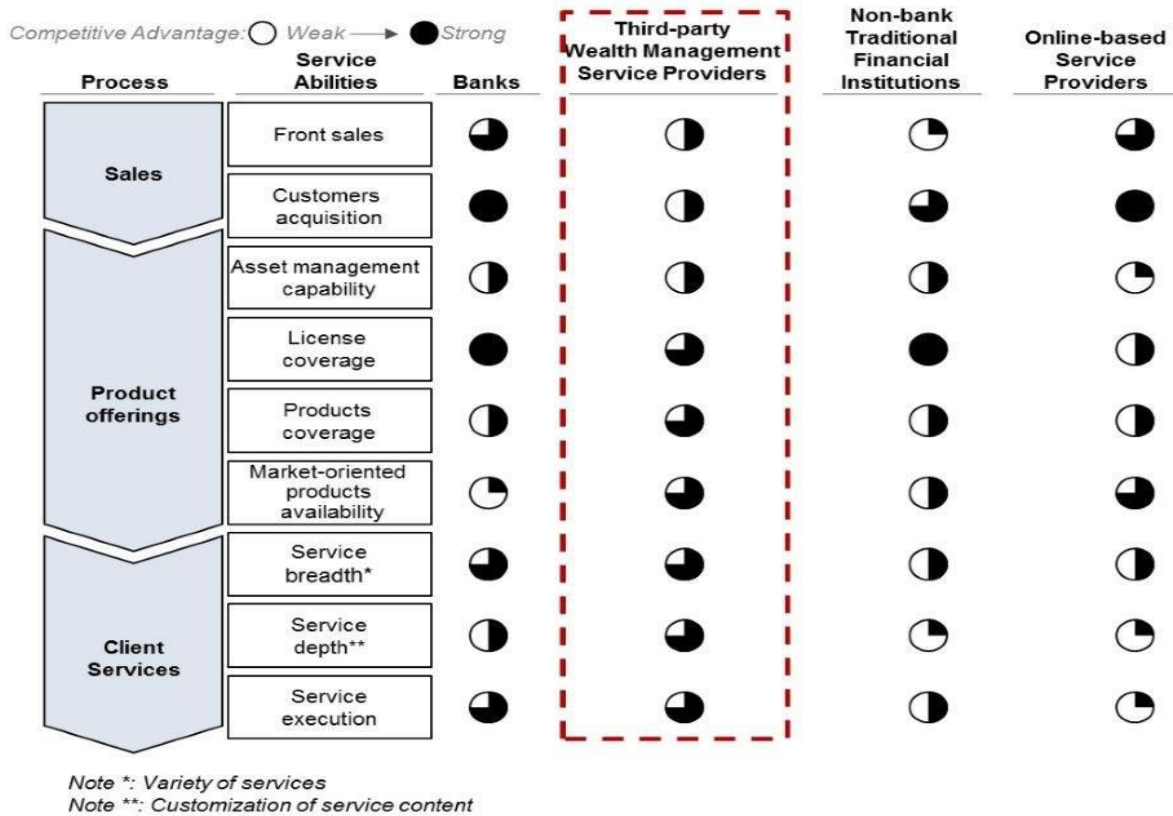 Competitive Advantage: Weak Strong
Process
Service
Abilities
Banks
Third-party
Wealth Management
Service Providers
Non-bank
Traditional
Financial
Institutions
Online-based
Service
Providers
Sales
Front sales
Customers
acquisition
Product
offerings
Asset management
capability
License
coverage
Products
coverage
Market-oriented
products
availability
Client
Services
Service
breadth*
Service
depth**
Service
execution
Note *: Variety of services
Note **: Customization of service content